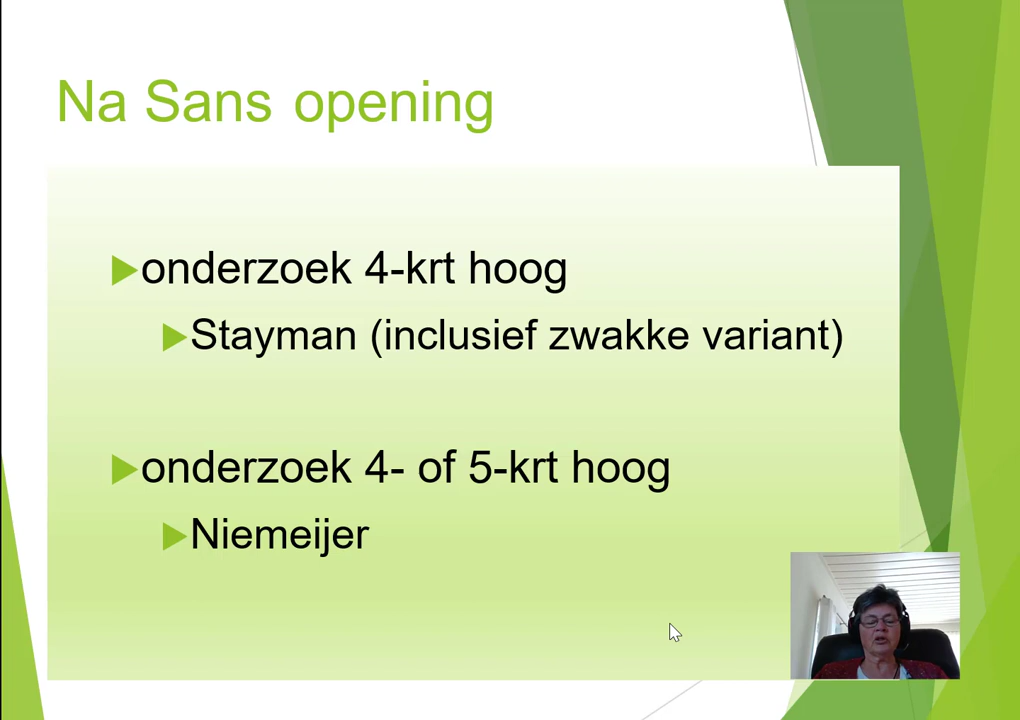 Na Sans opening
onderzoek 4-krt hoog
Stayman (inclusief zwakke variant)
onderzoek 4- of 5-krt hoog
Niemeijer